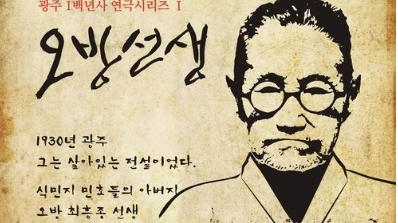 광주 1백년사 연극시리즈 I
오방선생
1930년 광주
그는 살아있는 전설이었다.
식민지 민초들의 아버지
오방 최흥종 선생